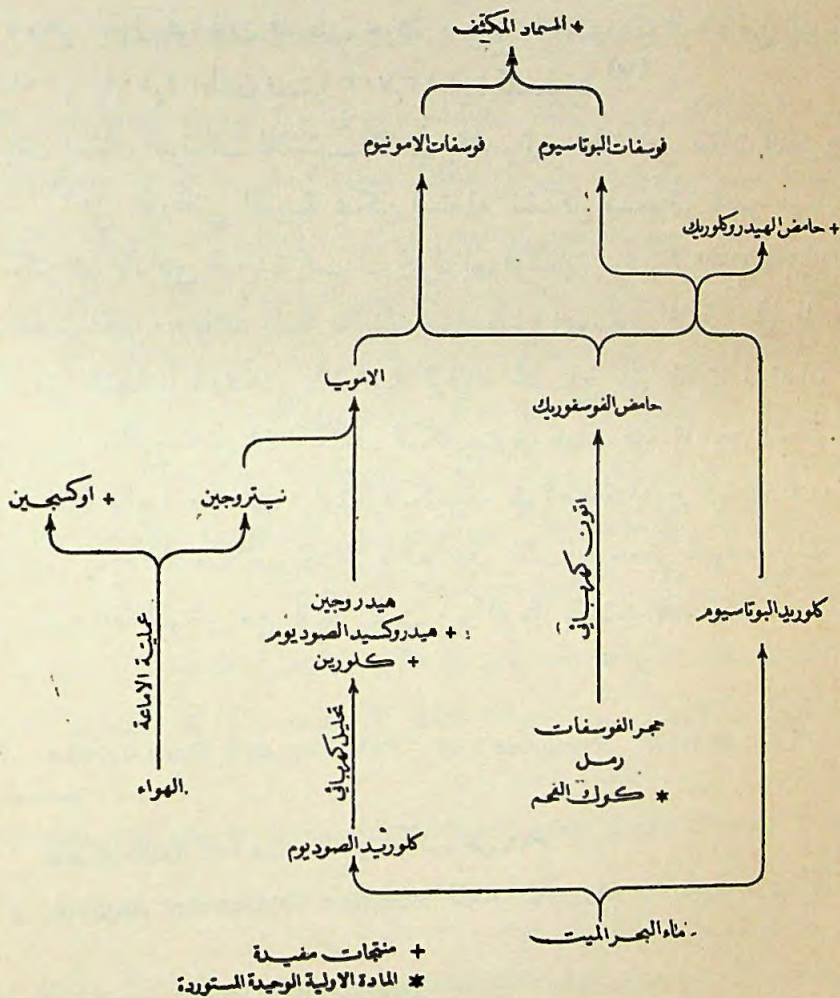 + السماد المكثف
فوسفات البوتاسيوم
فوسفات الامونيوم
+ حامض الهيدروكلوريك
الامونيا
حامض الفوسفوريك
نيتروجين
+ اوكسجين
عملية الاماعة
الهواء.
هيدروجين
+ هيدروكسيد الصوديوم
+ كلورين
تحليل كهربائي
كلوريد الصوديوم
اتون كهربائي
حجر الفوسفات
رمل
* كوك الفحم
كلوريد البوتاسيوم
ماء البحر الميت
+ منتجات مفيدة
* المادة الاولية الوحيدة المستوردة